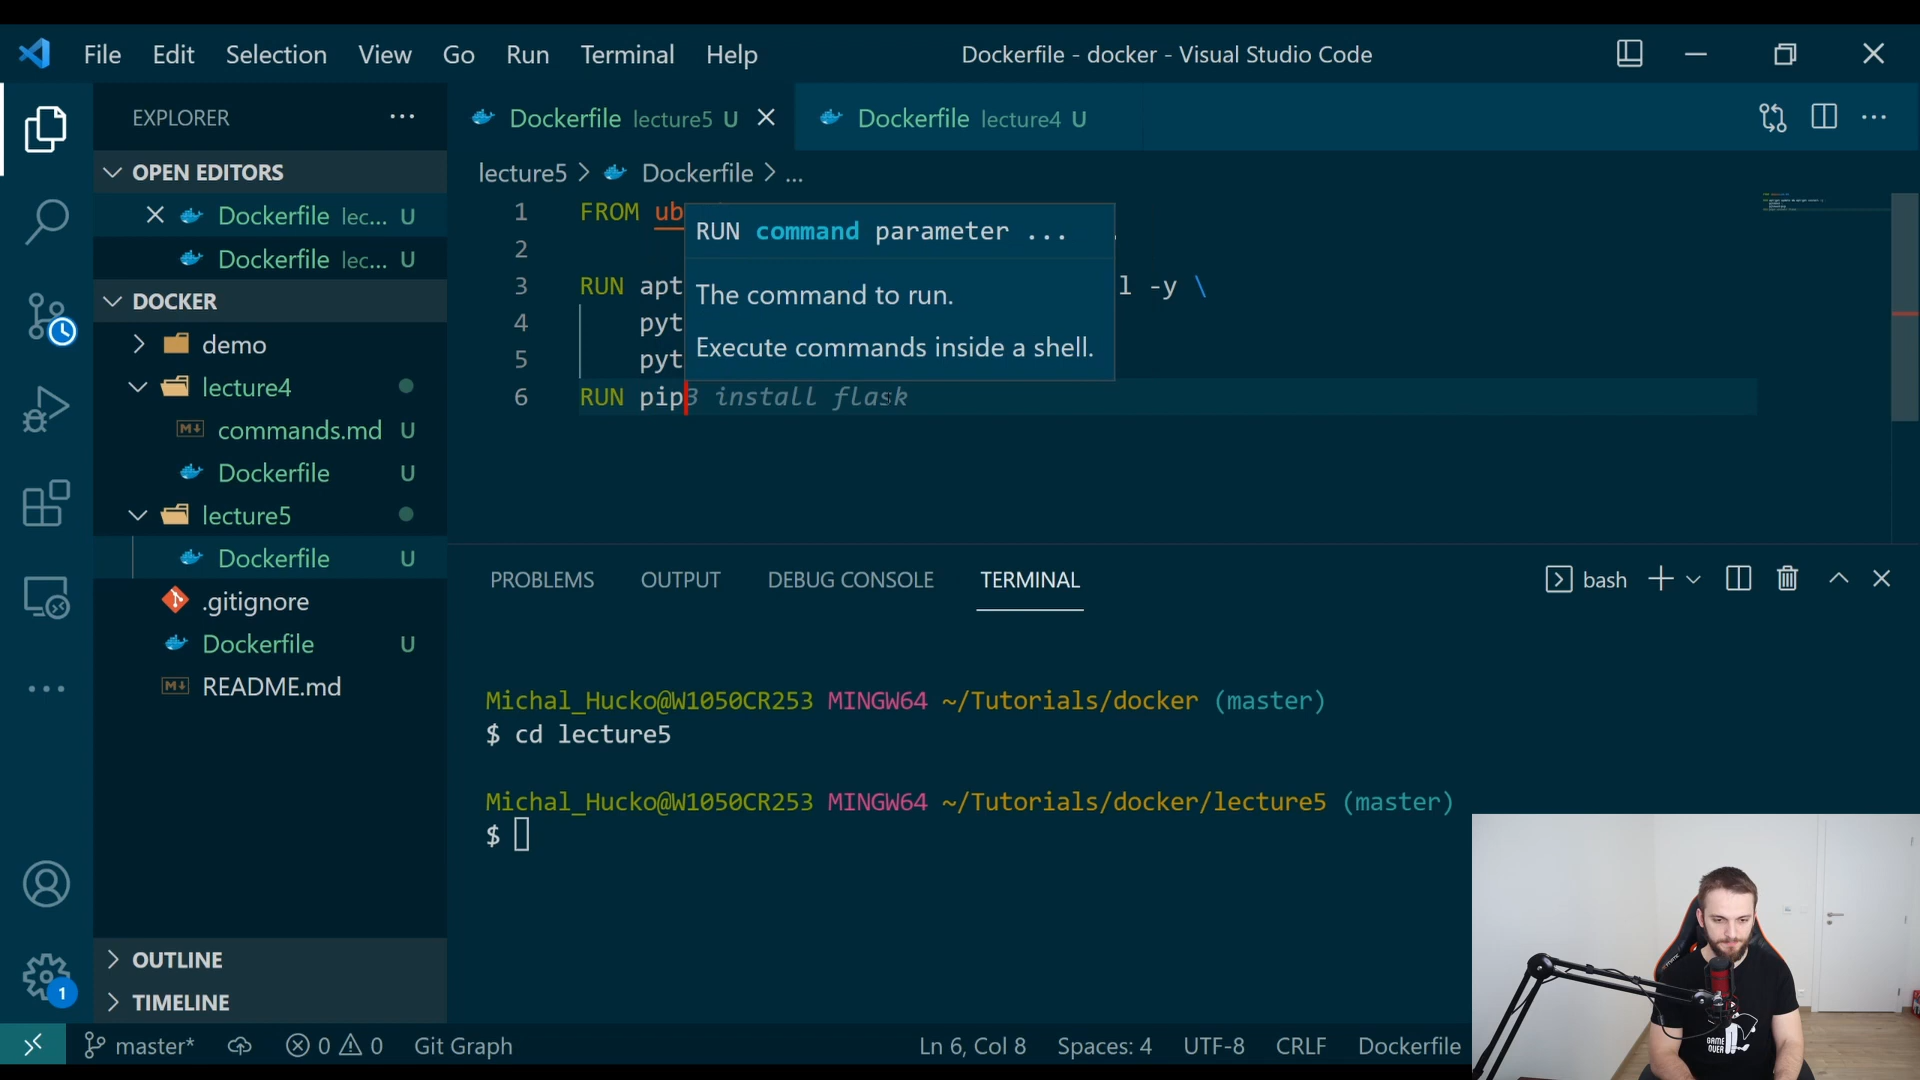 File Edit Selection View Go Run Terminal Help Dockerfile - docker - Visual Studio Code
EXPLORER ...
Dockerfile lecture5 U
Dockerfile lecture4 U
OPEN EDITORS
Dockerfile lec... U
Dockerfile lec... U
DOCKER
demo
lecture4
commands.md U
Dockerfile U
lecture5
Dockerfile U
.gitignore
Dockerfile U
README.md
OUTLINE
TIMELINE
lecture5 > Dockerfile > ...
1 FROM ub
2
3 RUN apt l -y \
4 pyt
5 pyt
6 RUN pip3 install flask
RUN command parameter ...
The command to run.
Execute commands inside a shell.
PROBLEMS OUTPUT DEBUG CONSOLE TERMINAL
bash
Michal_Hucko@W1050CR253 MINGW64 ~/Tutorials/docker (master)
$ cd lecture5
Michal_Hucko@W1050CR253 MINGW64 ~/Tutorials/docker/lecture5 (master)
$
1
GAME
OVER
master* 0 0 Git Graph Ln 6, Col 8 Spaces: 4 UTF-8 CRLF Dockerfile